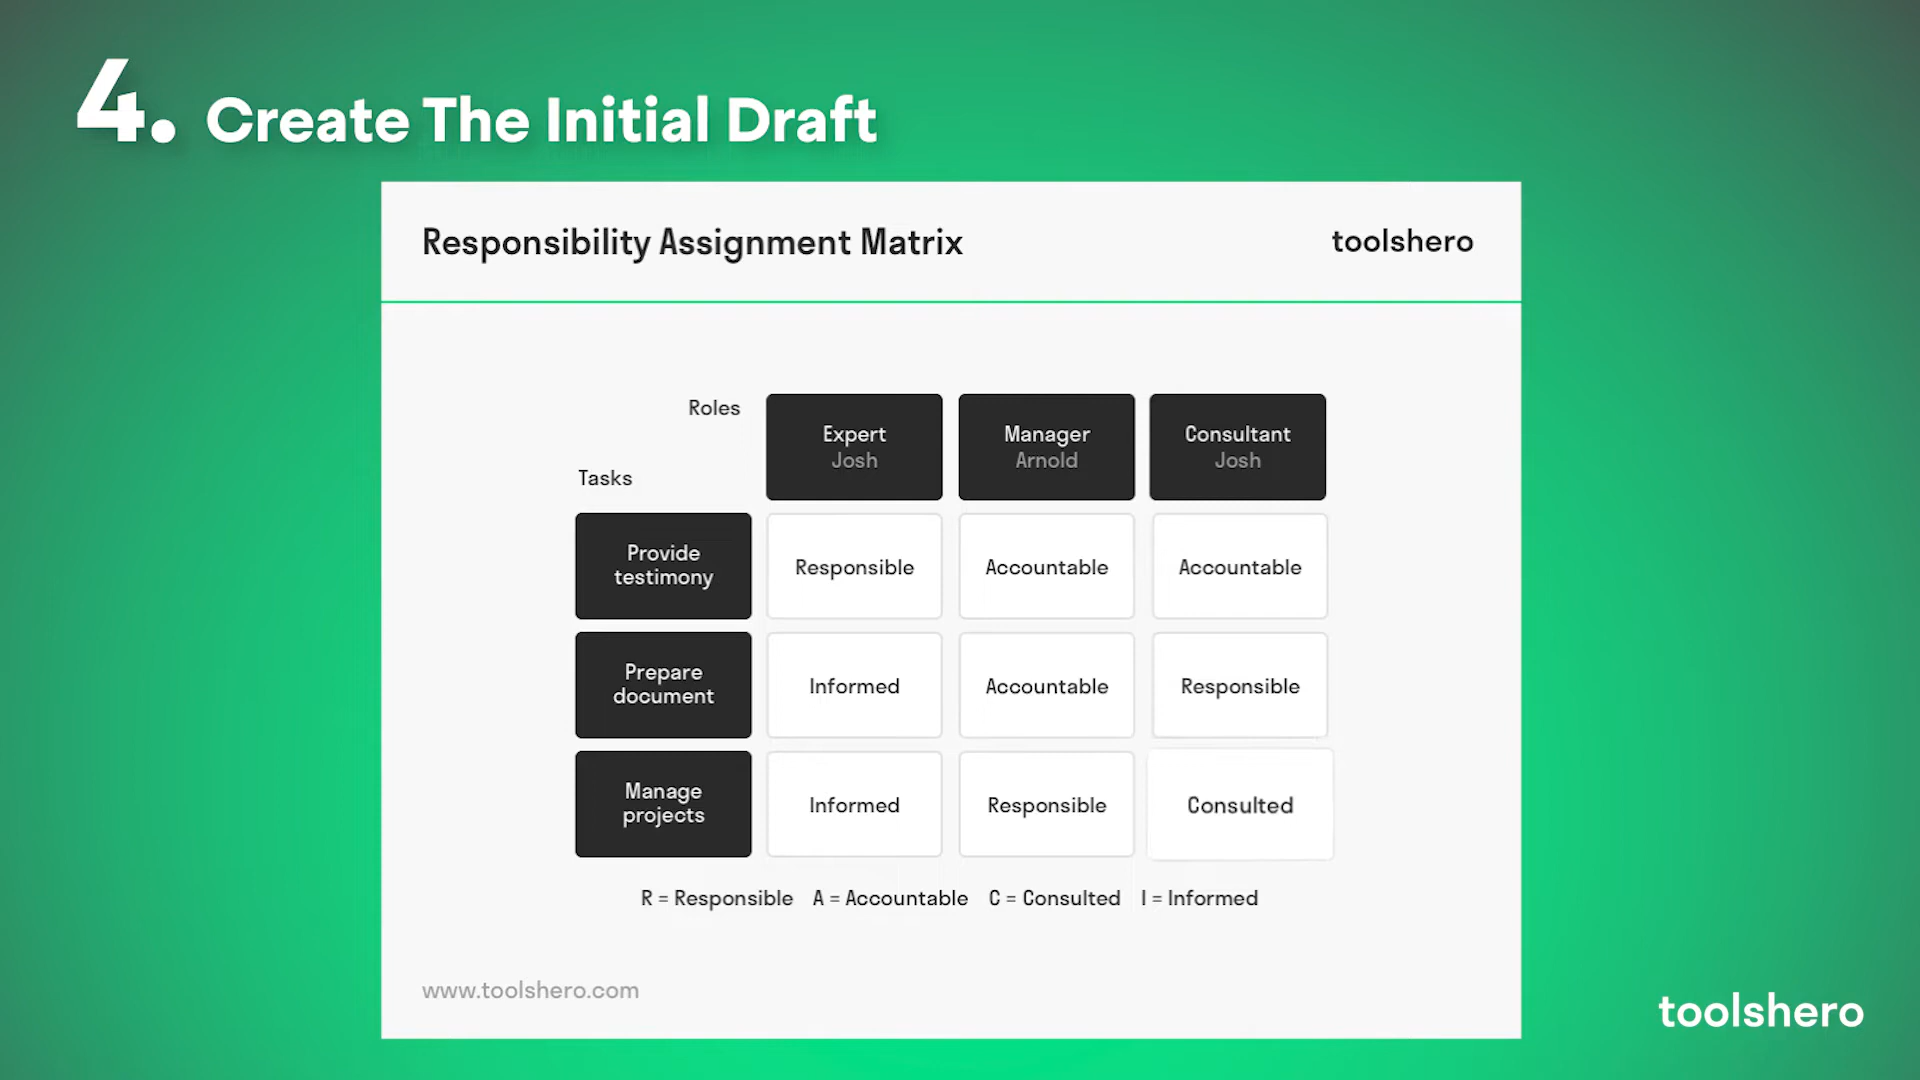 4. Create The Initial Draft
Responsibility Assignment Matrix
toolshero
Roles
Tasks
Expert
Josh
Manager
Arnold
Consultant
Josh
Provide
testimony
Responsible
Accountable
Accountable
Prepare
document
Informed
Accountable
Responsible
Manage
projects
Informed
Responsible
Consulted
R = Responsible A = Accountable C = Consulted I = Informed
www.toolshero.com
toolshero